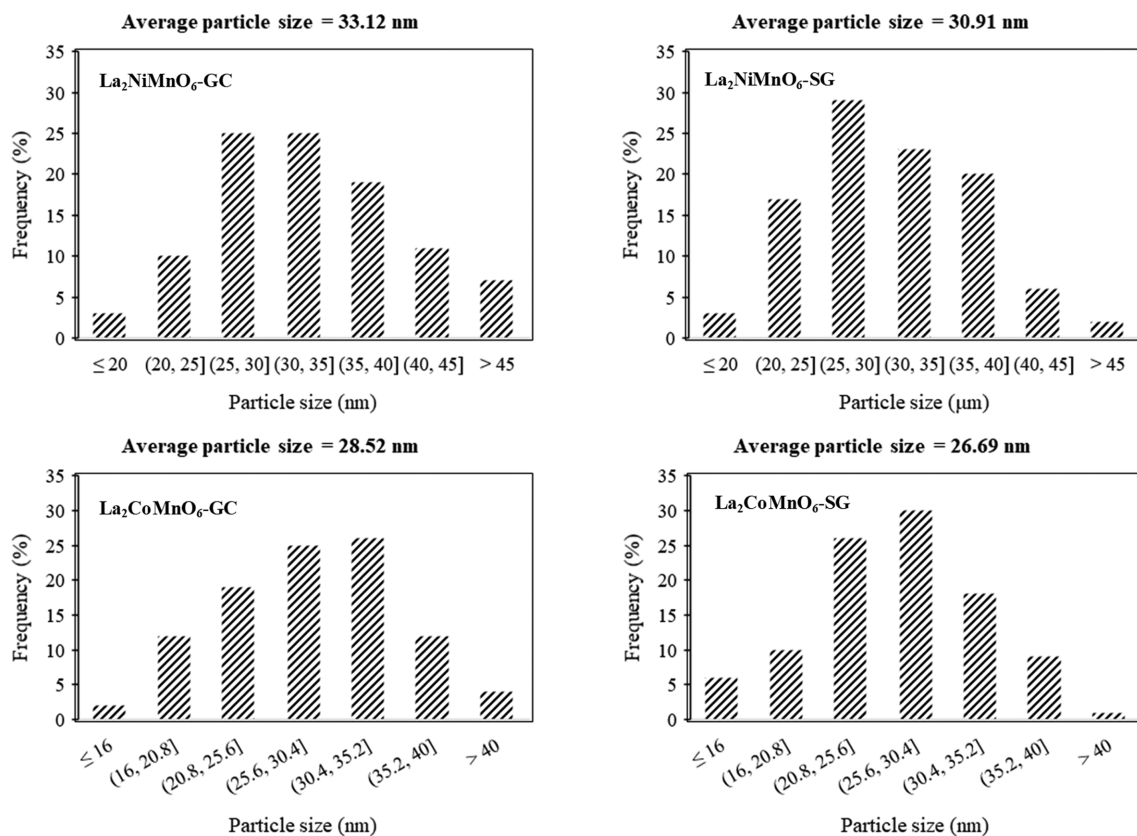 Average particle size = 33.12 nm
La₂NiMnO₆-GC
Frequency (%)
35
30
25
20
15
10
5
0
≤ 20 (20, 25] (25, 30] (30, 35] (35, 40] (40, 45] > 45
Particle size (nm)
Average particle size = 30.91 nm
La₂NiMnO₆-SG
Frequency (%)
35
30
25
20
15
10
5
0
≤ 20 (20, 25] (25, 30] (30, 35] (35, 40] (40, 45] > 45
Particle size (μm)
Average particle size = 28.52 nm
La₂CoMnO₆-GC
Frequency (%)
35
30
25
20
15
10
5
0
≤ 16 (16, 20.8] (20.8, 25.6] (25.6, 30.4] (30.4, 35.2] (35.2, 40] > 40
Particle size (nm)
Average particle size = 26.69 nm
La₂CoMnO₆-SG
Frequency (%)
35
30
25
20
15
10
5
0
≤ 16 (16, 20.8] (20.8, 25.6] (25.6, 30.4] (30.4, 35.2] (35.2, 40] > 40
Particle size (nm)